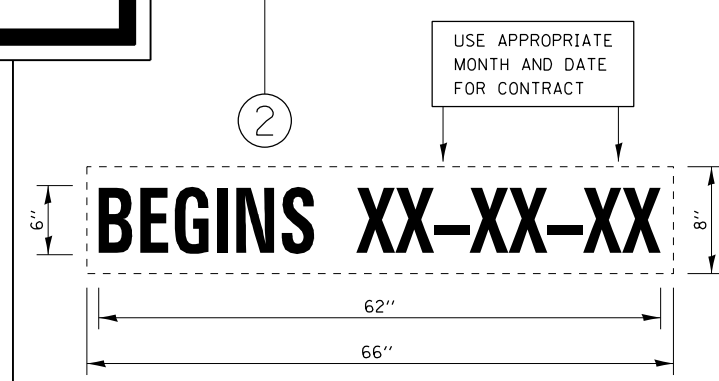 USE APPROPRIATE
MONTH AND DATE
FOR CONTRACT
2
BEGINS XX-XX-XX
6''
8''
62''
66''